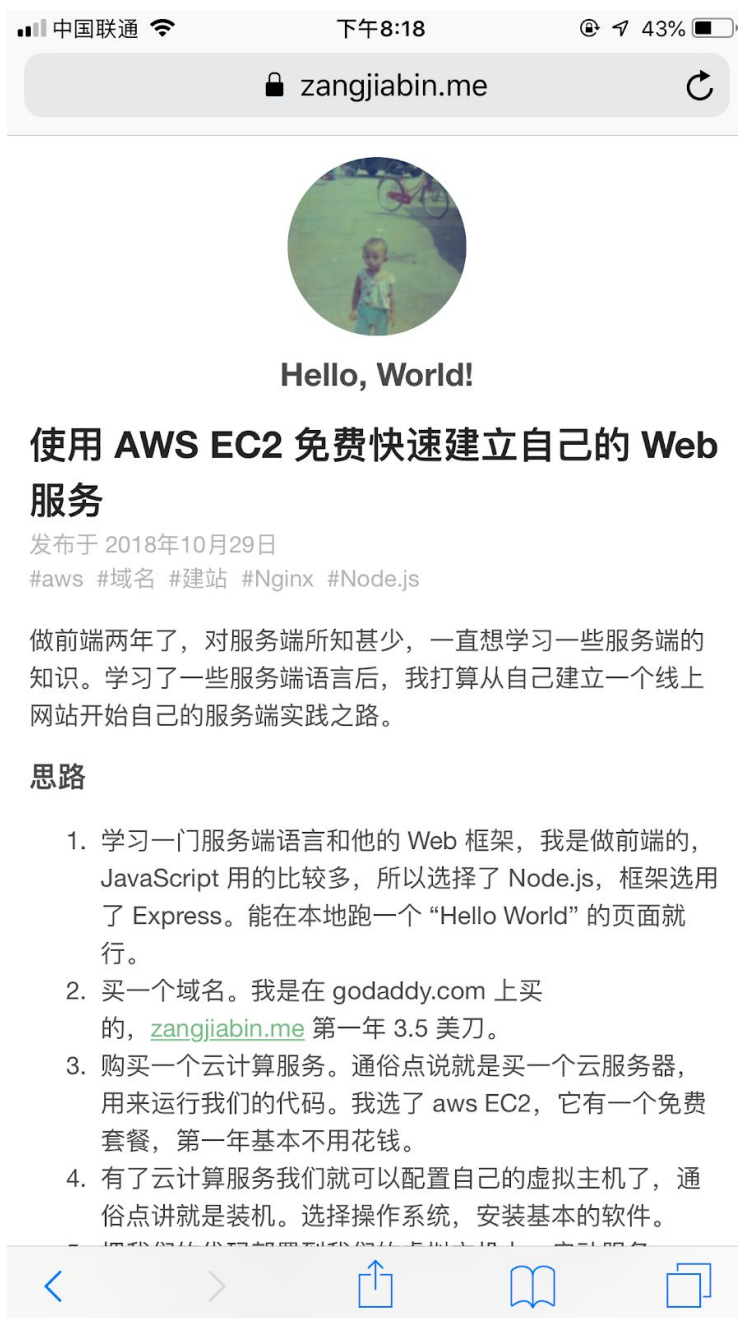 中国联通
下午8:18
43%
zangjiabin.me
Hello, World!
使用 AWS EC2 免费快速建立自己的 Web
服务
发布于 2018年10月29日
#aws #域名 #建站 #Nginx #Node.js
做前端两年了，对服务端所知甚少，一直想学习一些服务端的
知识。学习了一些服务端语言后，我打算从自己建立一个线上
网站开始自己的服务端实践之路。
思路
1. 学习一门服务端语言和他的 Web 框架，我是做前端的，
JavaScript 用的比较多，所以选择了 Node.js，框架选用
了 Express。能在本地跑一个 “Hello World” 的页面就
行。
2. 买一个域名。我是在 godaddy.com 上买
的，zangjiabin.me 第一年 3.5 美刀。
3. 购买一个云计算服务。通俗点说就是买一个云服务器，
用来运行我们的代码。我选了 aws EC2，它有一个免费
套餐，第一年基本不用花钱。
4. 有了云计算服务我们就可以配置自己的虚拟主机了，通
俗点讲就是装机。选择操作系统，安装基本的软件。